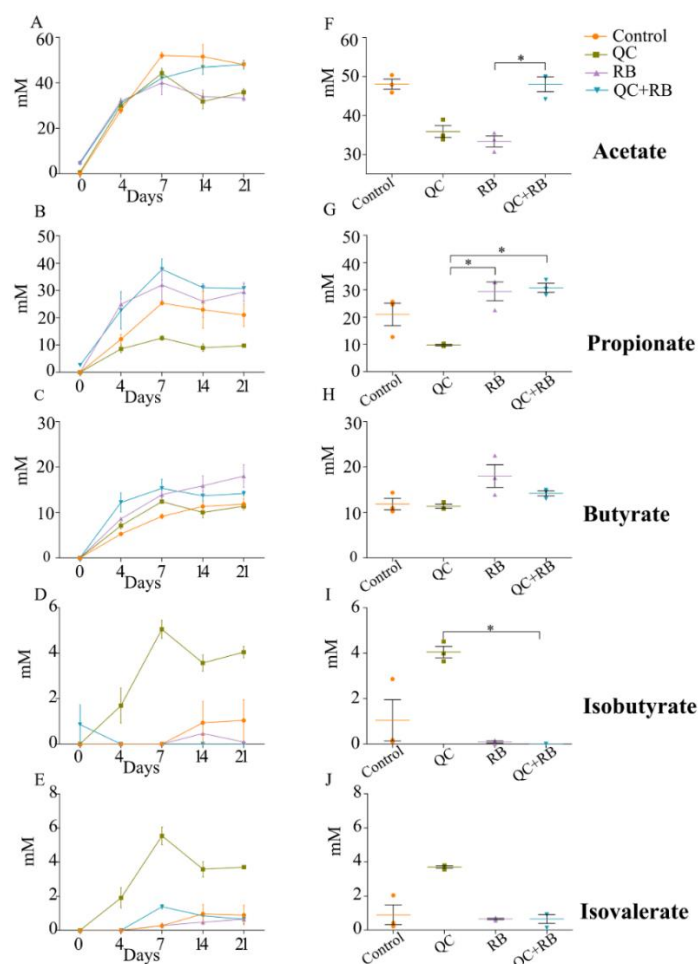 A
60
40
20
0
mM
0 4 7 14 21
Days
F
60
50
40
30
mM
*
Control
QC
RB
QC+RB
Control
QC
RB
QC+RB
Acetate
B
50
40
30
20
10
0
mM
0 4 7 14 21
Days
G
50
40
30
20
10
0
mM
*
*
Control
QC
RB
QC+RB
Propionate
C
30
20
10
0
mM
0 4 7 14 21
Days
H
30
20
10
0
mM
Control
QC
RB
QC+RB
Butyrate
D
6
4
2
0
mM
0 4 7 14 21
Days
I
6
4
2
0
mM
*
Control
QC
RB
QC+RB
Isobutyrate
E
8
6
4
2
0
mM
0 4 7 14 21
Days
J
8
6
4
2
0
mM
Control
QC
RB
QC+RB
Isovalerate